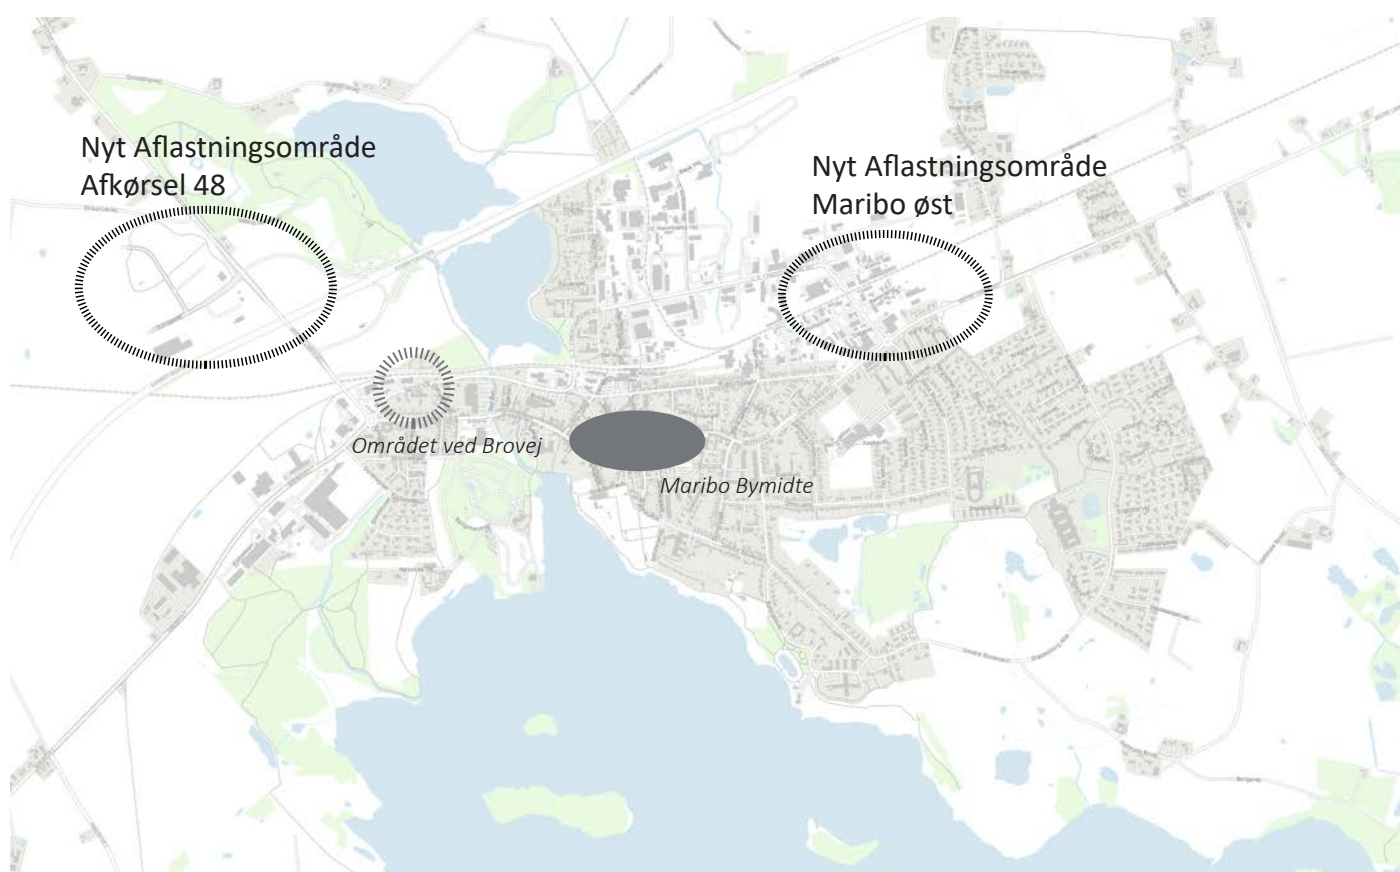 Nyt Aflastningsområde
Afkørsel 48
Nyt Aflastningsområde
Maribo øst
Området ved Brovej
Maribo Bymidte